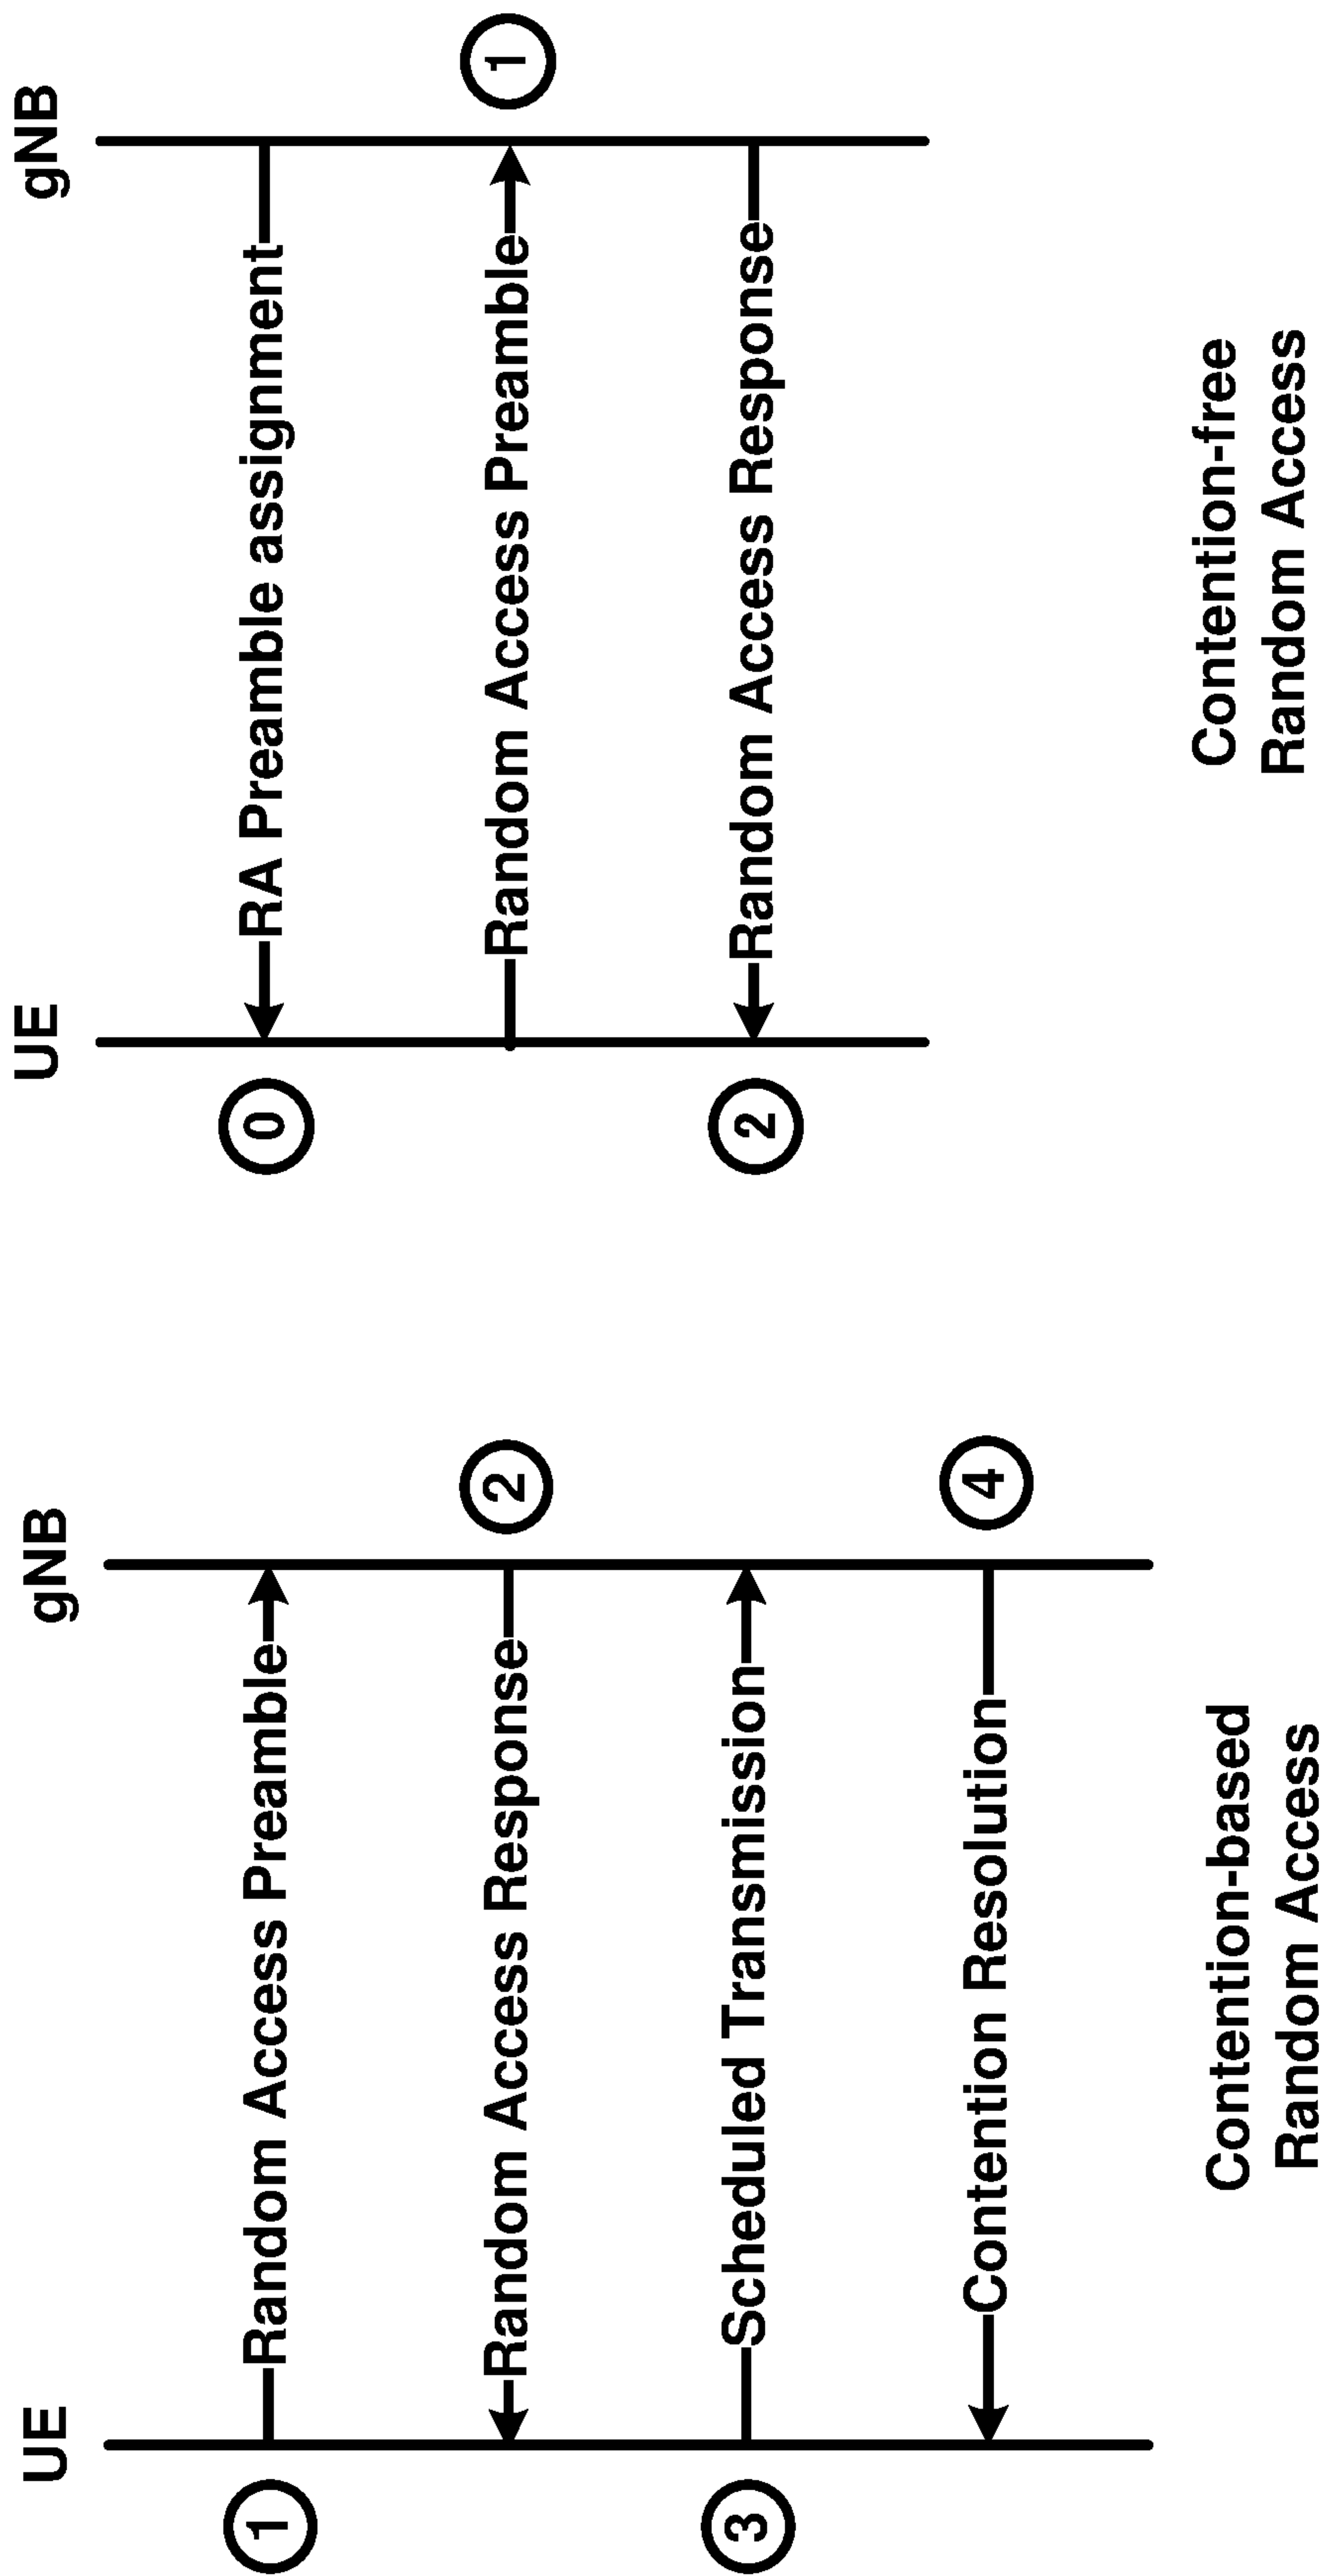 UE
gNB
1
Random Access Preamble
Random Access Response
2
3
Scheduled Transmission
Contention Resolution
4
Contention-based
Random Access
UE
gNB
0
RA Preamble assignment
Random Access Preamble
1
2
Random Access Response
Contention-free
Random Access